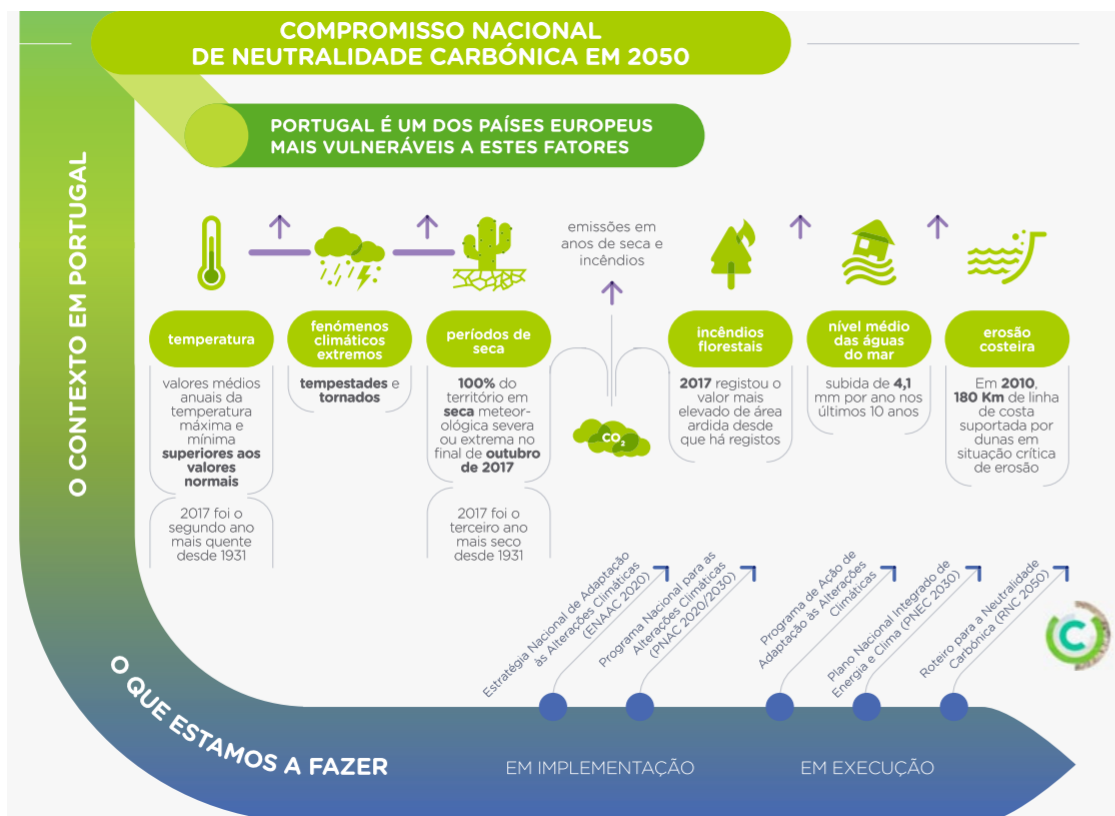 COMPROMISSO NACIONAL
DE NEUTRALIDADE CARBÓNICA EM 2050
PORTUGAL É UM DOS PAÍSES EUROPEUS
MAIS VULNERÁVEIS A ESTES FATORES
O CONTEXTO EM PORTUGAL
temperatura
valores médios
anuais da
temperatura
máxima e
mínima
superiores aos
valores
normais
2017 foi o
segundo ano
mais quente
desde 1931
fenómenos
climáticos
extremos
tempestades e
tornados
períodos de
seca
100% do
território em
seca meteor-
ológica severa
ou extrema no
final de outubro
de 2017
2017 foi o
terceiro ano
mais seco
desde 1931
emissões em
anos de seca e
incêndios
CO2
incêndios
florestais
2017 registou o
valor mais
elevado de área
ardida desde
que há registos
nível médio
das águas
do mar
subida de 4,1
mm por ano nos
últimos 10 anos
erosão
costeira
Em 2010,
180 Km de linha
de costa
suportada por
dunas em
situação crítica
de erosão
O QUE ESTAMOS A FAZER
Estratégia Nacional de Adaptação
às Alterações Climáticas
(ENAAC 2020)
Programa Nacional para as
Alterações Climáticas
(PNAC 2020/2030)
Programa de Ação de
Adaptação às Alterações
Climáticas
Plano Nacional Integrado de
Energia e Clima (PNEC 2030)
Roteiro para a Neutralidade
Carbónica (RNC 2050)
C
EM IMPLEMENTAÇÃO
EM EXECUÇÃO